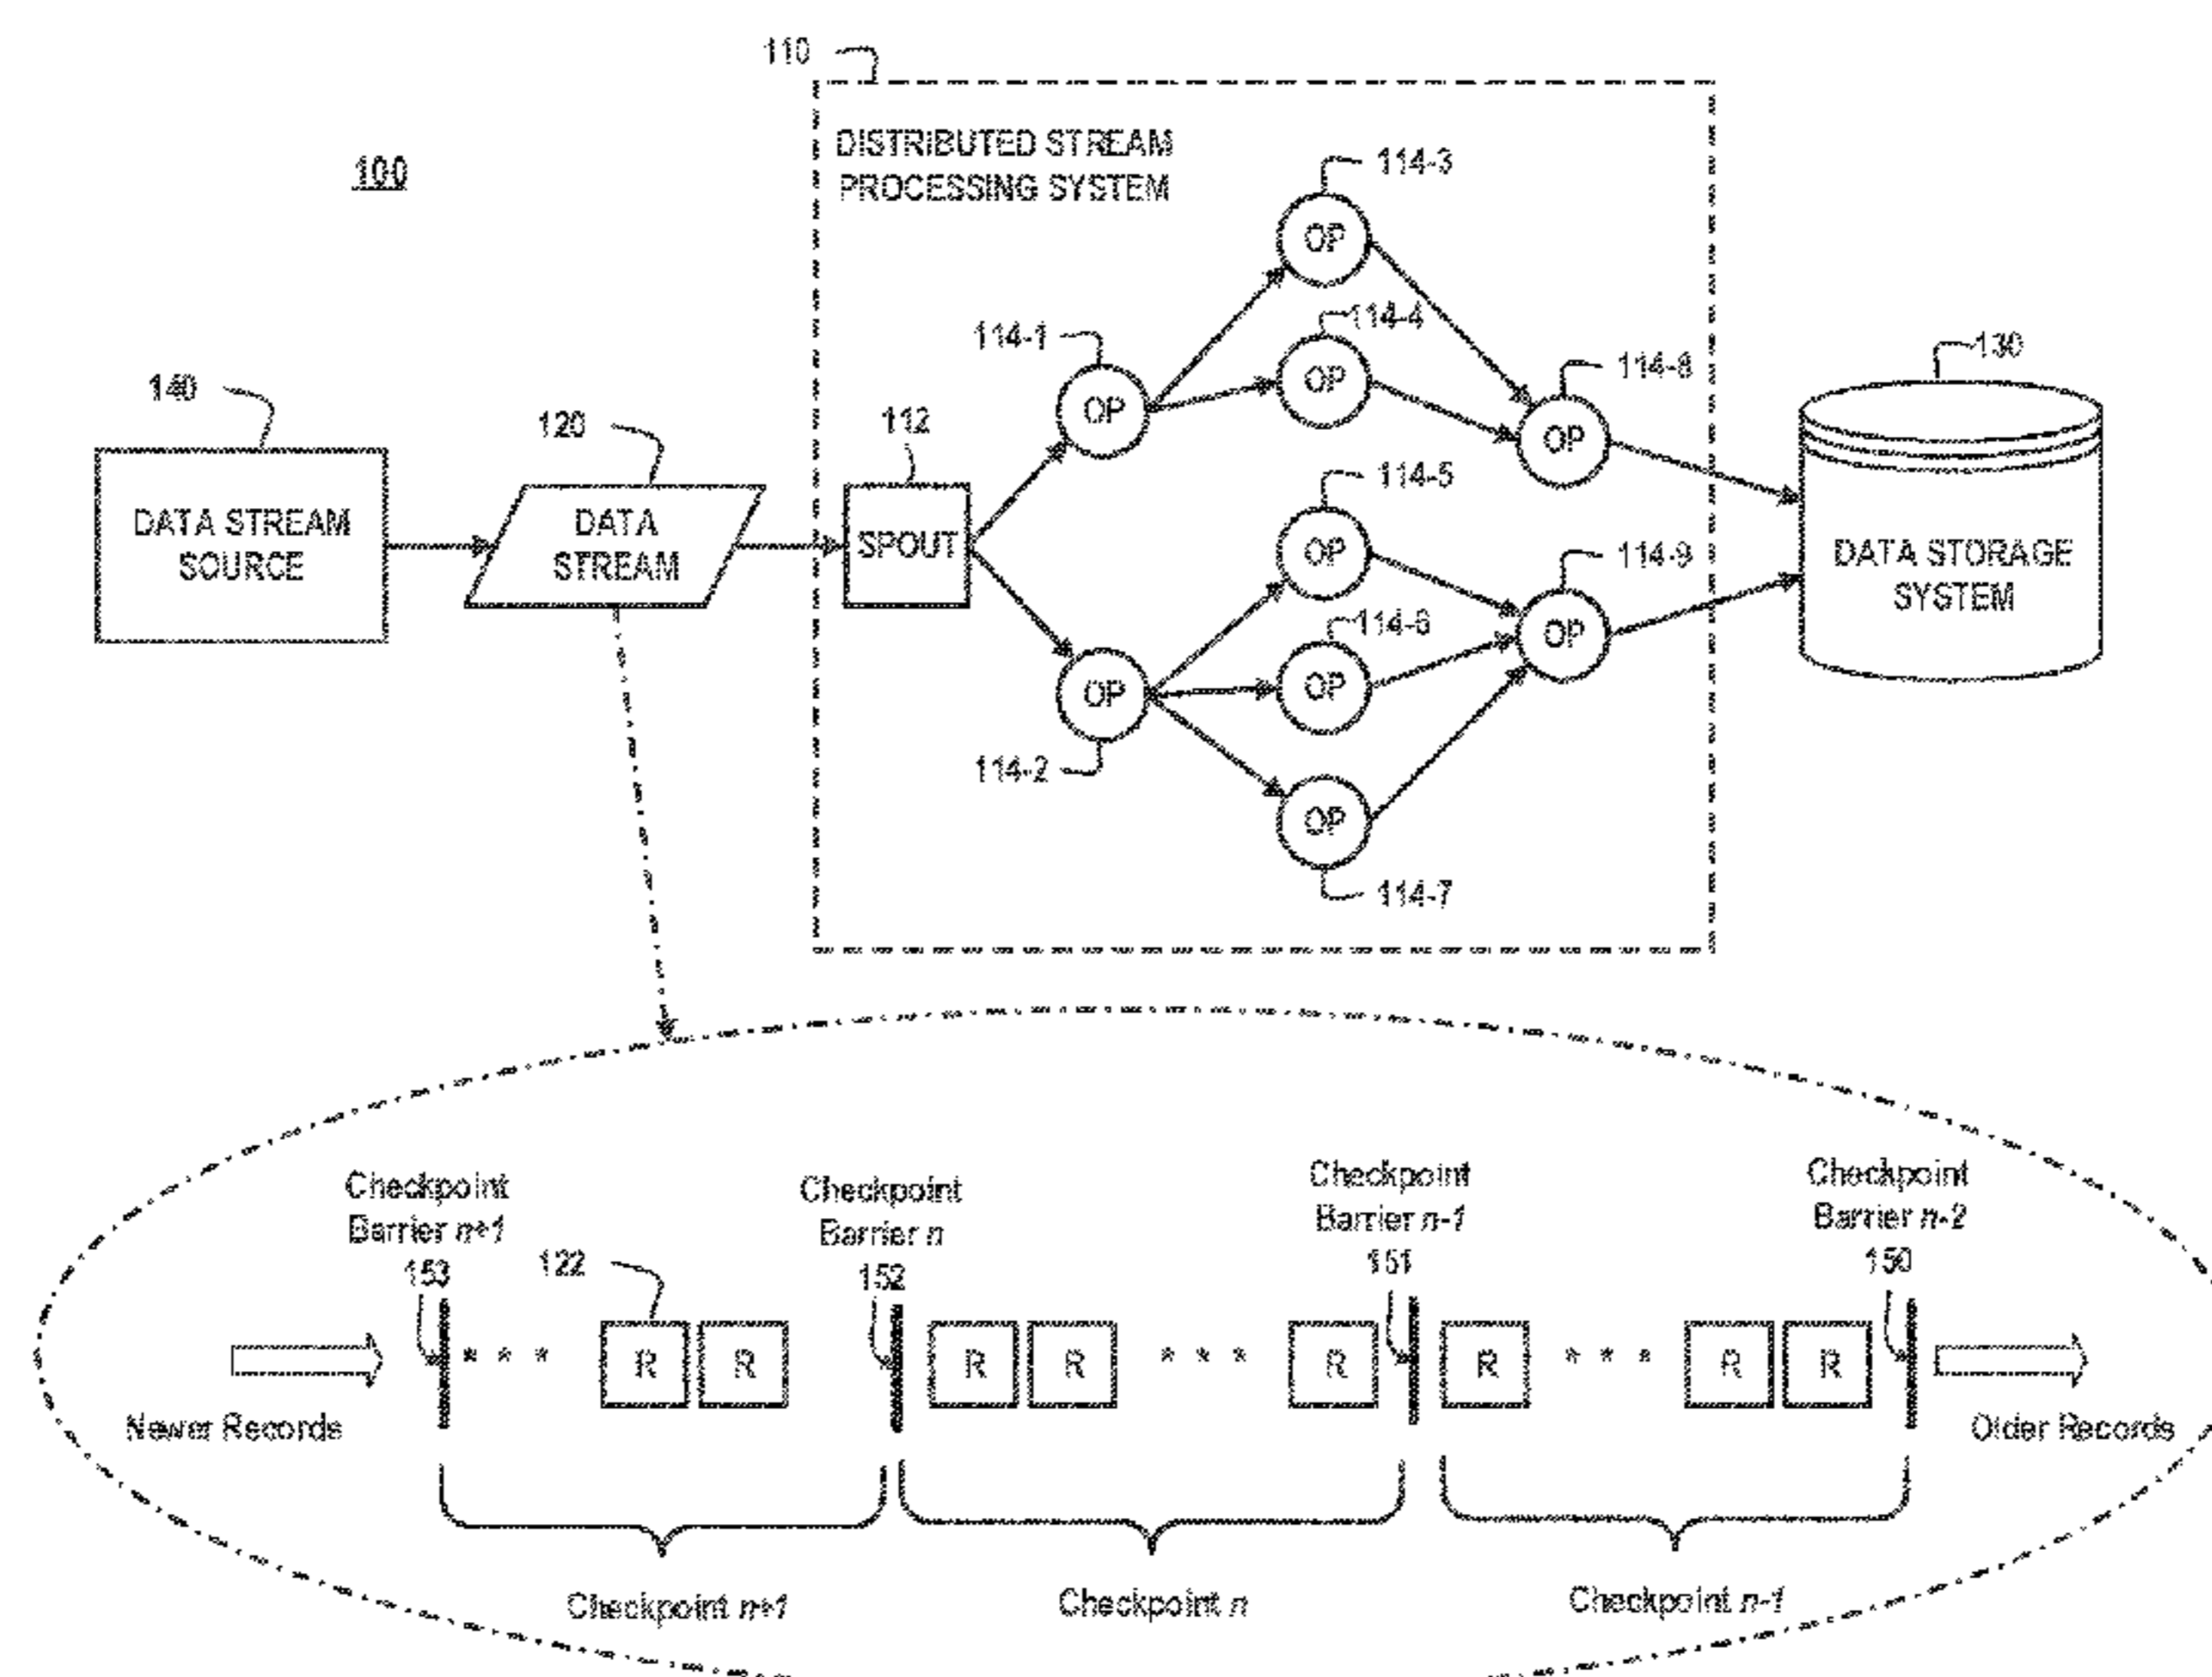 110
100
DISTRIBUTED STREAM
PROCESSING SYSTEM
114-3
114-4
114-1
130
114-8
140
120
112
OP
OP
OP
OP
114-5
DATA STREAM
SOURCE
DATA
STREAM
SPOUT
OP
114-9
DATA STORAGE
SYSTEM
114-6
OP
OP
OP
114-2
OP
114-7
Checkpoint
Barrier n+1
153
122
Checkpoint
Barrier n
152
Checkpoint
Barrier n-1
151
Checkpoint
Barrier n-2
150
* * * R R R R * * * R R * * * R R
Newer Records
Older Records
Checkpoint n+1
Checkpoint n
Checkpoint n-1